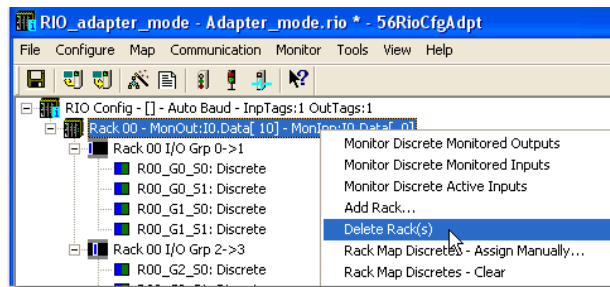 RIO_adapter_mode - Adapter_mode.rio * - 56RioCfgAdpt
File Configure Map Communication Monitor Tools View Help
RIO Config - [] - Auto Baud - InpTags:1 OutTags:1
Rack 00 - MonOut:I0.Data[ 10] - MonInp:I0.Data[ 0]
Rack 00 I/O Grp 0->1
R00_G0_S0: Discrete
R00_G0_S1: Discrete
R00_G1_S0: Discrete
R00_G1_S1: Discrete
Rack 00 I/O Grp 2->3
R00_G2_S0: Discrete
Monitor Discrete Monitored Outputs
Monitor Discrete Monitored Inputs
Monitor Discrete Active Inputs
Add Rack...
Delete Rack(s)
Rack Map Discretes - Assign Manually...
Rack Map Discretes - Clear